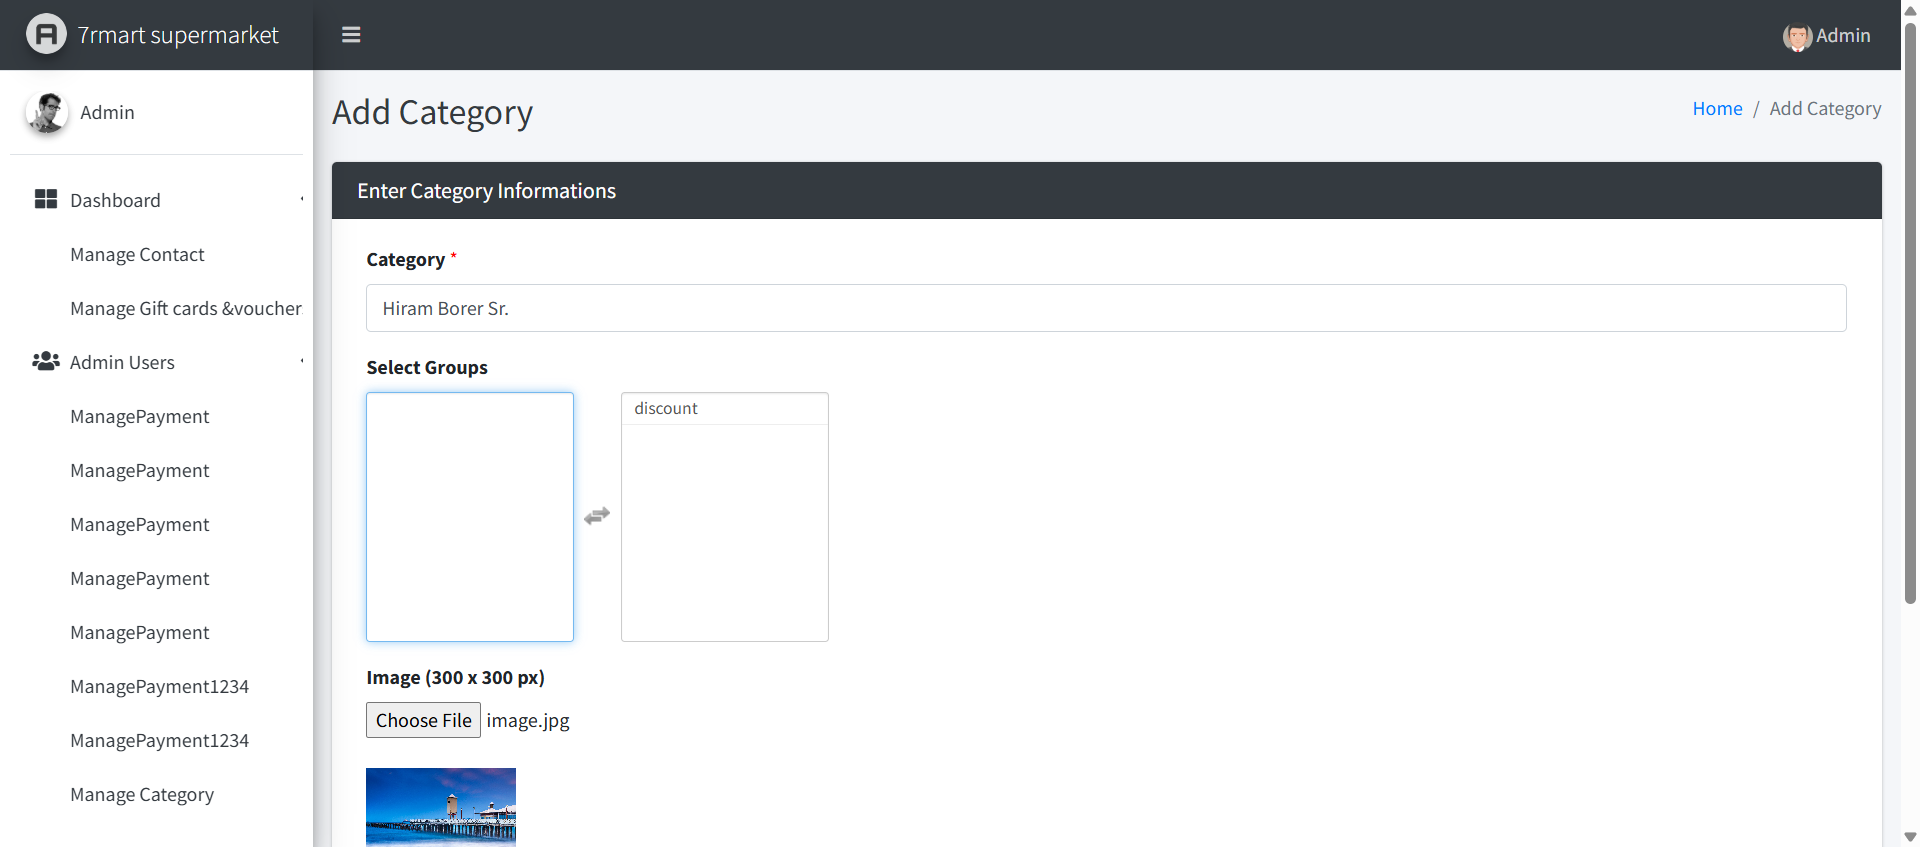 7rmart supermarket
Admin
Admin
Add Category
Home / Add Category
Dashboard
Manage Contact
Manage Gift cards &voucher
Admin Users
ManagePayment
ManagePayment
ManagePayment
ManagePayment
ManagePayment
ManagePayment1234
ManagePayment1234
Manage Category
Enter Category Informations
Category *
Hiram Borer Sr.
Select Groups
discount
Image (300 x 300 px)
Choose File image.jpg